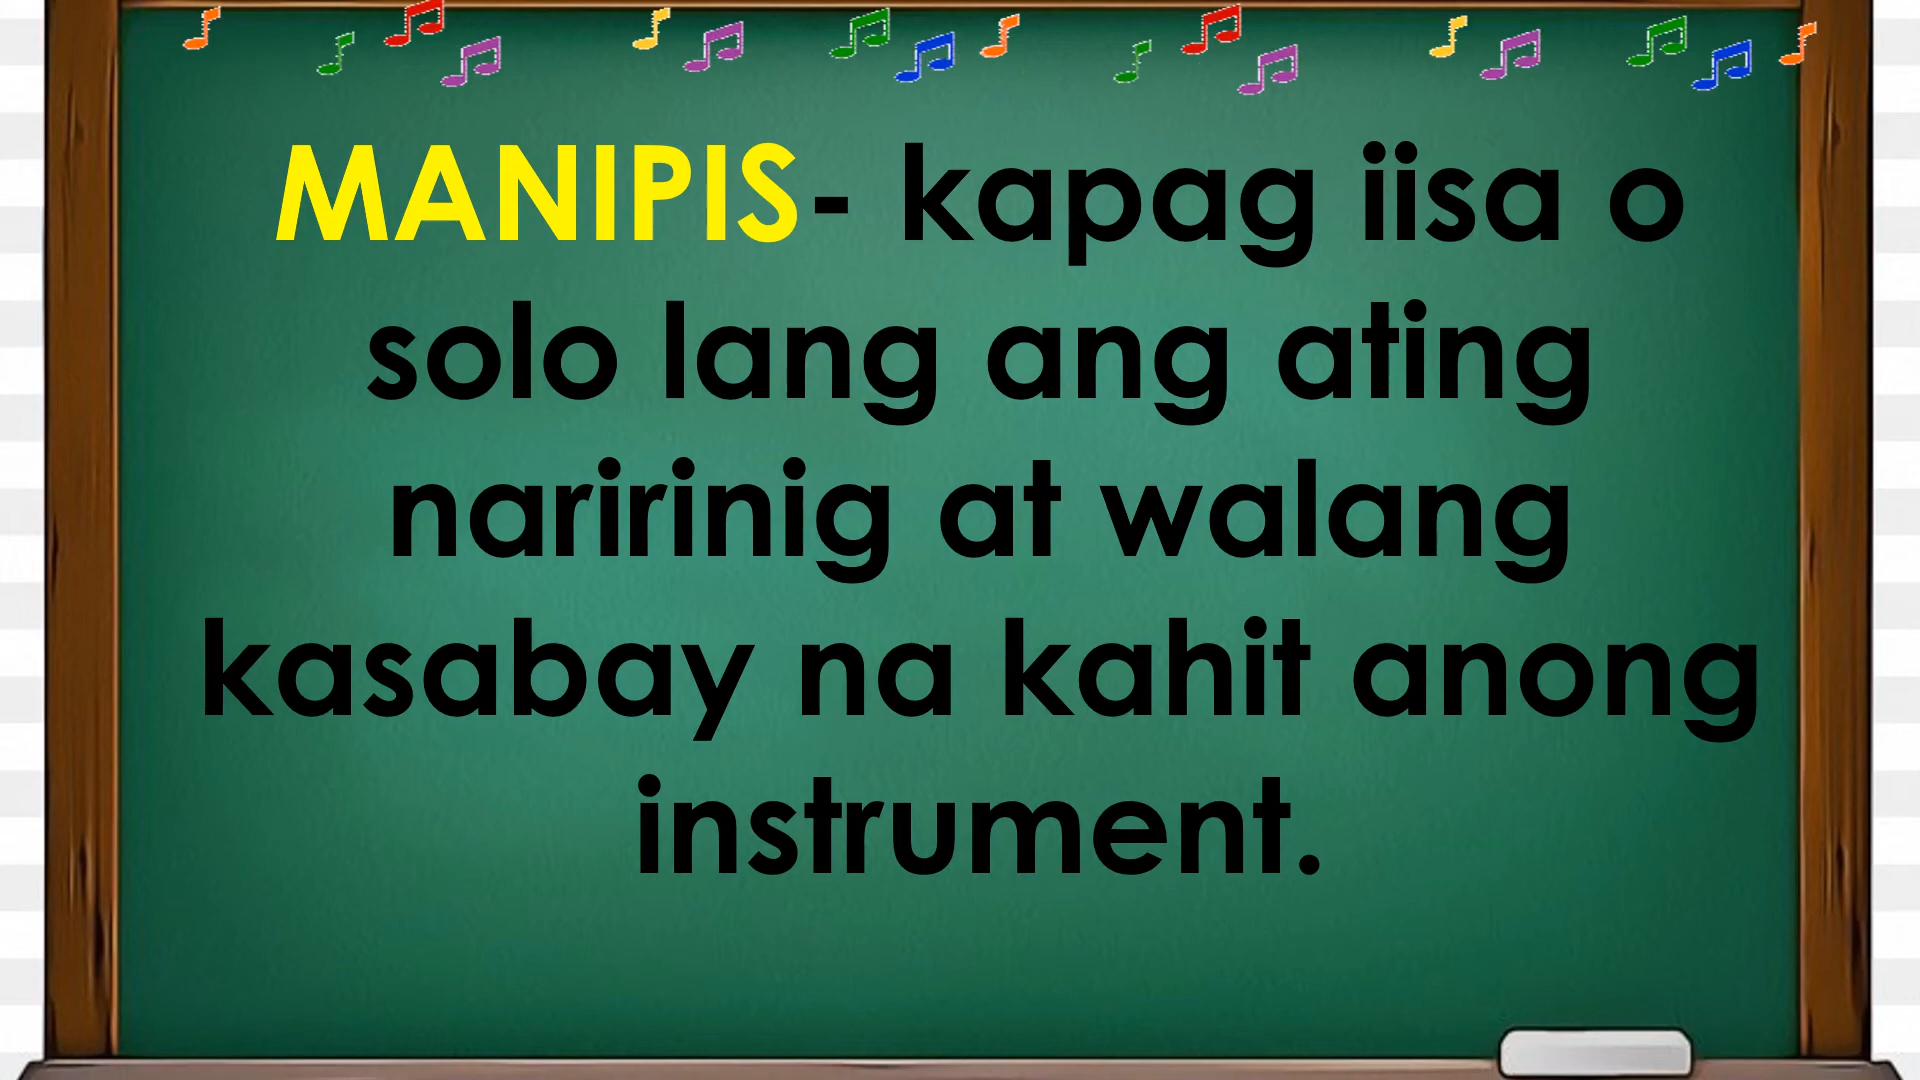 MANIPIS- kapag iisa o
solo lang ang ating
naririnig at walang
kasabay na kahit anong
instrument.